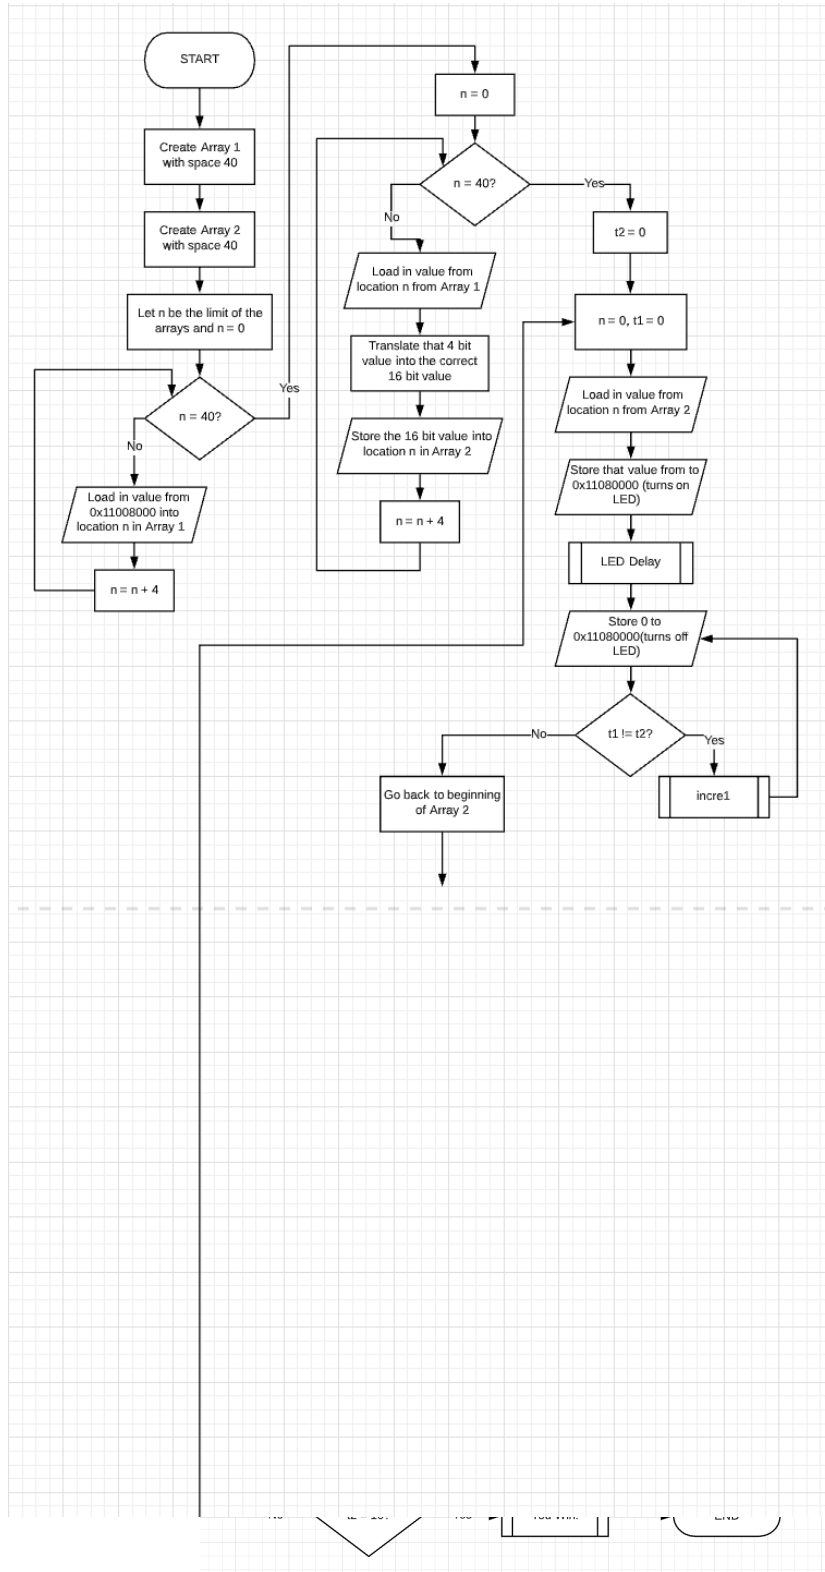 START
Create Array 1
with space 40
Create Array 2
with space 40
Let n be the limit of the
arrays and n = 0
n = 40?
Yes
No
Load in value from
0x11008000 into
location n in Array 1
n = n + 4
n = 0
n = 40?
Yes
No
Load in value from
location n from Array 1
Translate that 4 bit
value into the correct
16 bit value
Store the 16 bit value into
location n in Array 2
n = n + 4
t2 = 0
n = 0, t1 = 0
Load in value from
location n from Array 2
Store that value from to
0x11080000 (turns on
LED)
LED Delay
Store 0 to
0x11080000(turns off
LED)
t1 != t2?
No
Yes
Go back to beginning
of Array 2
incre1